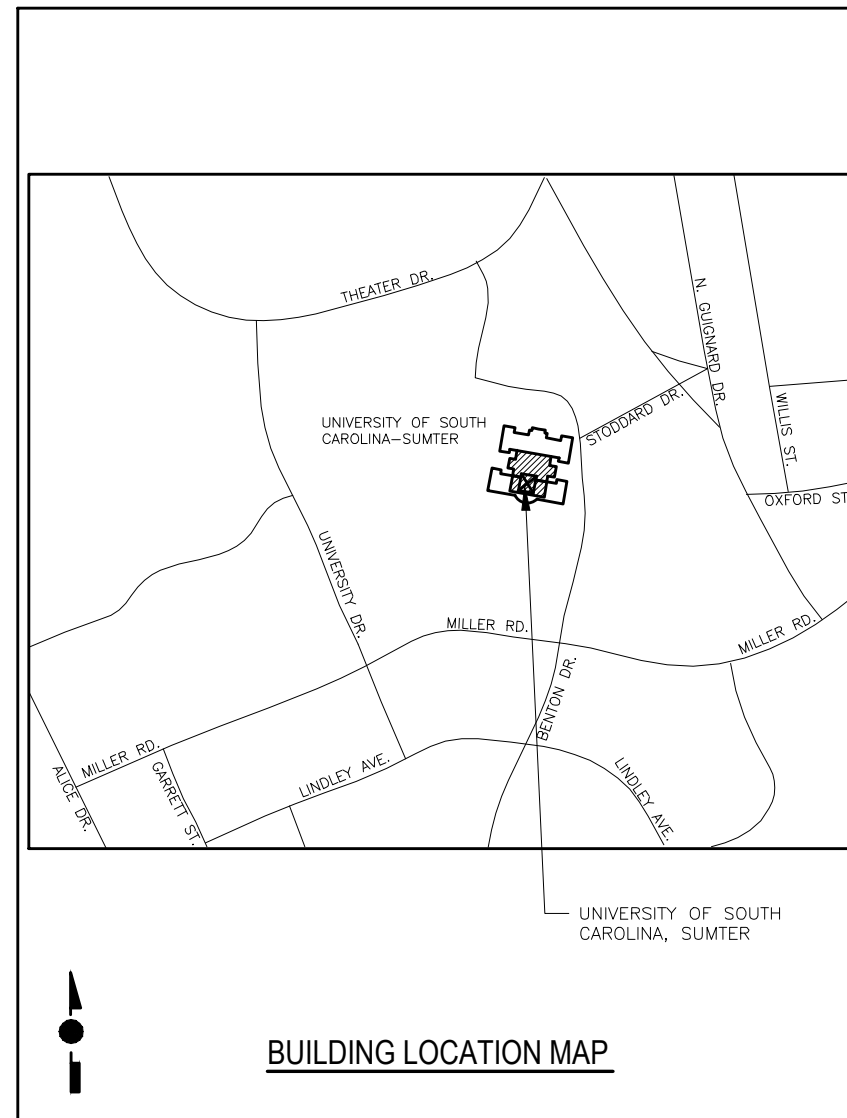 THEATER DR.
N. GUIGNARD DR.
WILLIS ST.
UNIVERSITY OF SOUTH
CAROLINA-SUMTER
STODDARD DR.
OXFORD ST
UNIVERSITY DR.
MILLER RD.
MILLER RD.
BENTON DR.
MILLER RD.
ALICE DR.
GARRETT ST.
LINDLEY AVE.
LINDLEY AVE.
UNIVERSITY OF SOUTH
CAROLINA, SUMTER
BUILDING LOCATION MAP